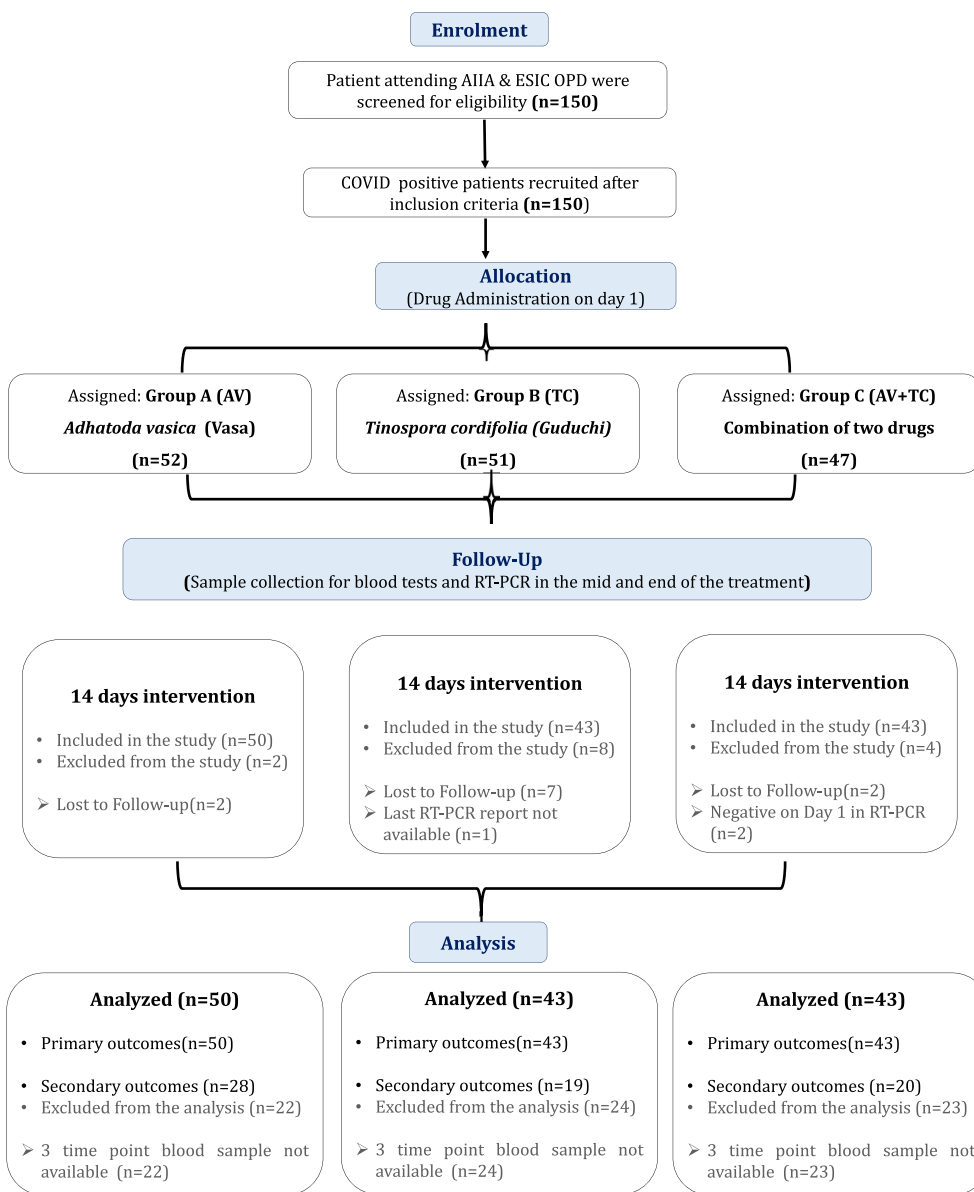 Enrolment
Patient attending AIIA & ESIC OPD were
screened for eligibility (n=150)
COVID positive patients recruited after
inclusion criteria (n=150)
Allocation
(Drug Administration on day 1)
Assigned: Group A (AV)
Adhatoda vasica (Vasa)
(n=52)
Assigned: Group B (TC)
Tinospora cordifolia (Guduchi)
(n=51)
Assigned: Group C (AV+TC)
Combination of two drugs
(n=47)
Follow-Up
(Sample collection for blood tests and RT-PCR in the mid and end of the treatment)
14 days intervention
• Included in the study (n=50)
• Excluded from the study (n=2)
➢ Lost to Follow-up(n=2)
14 days intervention
• Included in the study (n=43)
• Excluded from the study (n=8)
➢ Lost to Follow-up (n=7)
➢ Last RT-PCR report not
available (n=1)
14 days intervention
• Included in the study (n=43)
• Excluded from the study (n=4)
➢ Lost to Follow-up(n=2)
➢ Negative on Day 1 in RT-PCR
(n=2)
Analysis
Analyzed (n=50)
• Primary outcomes(n=50)
• Secondary outcomes (n=28)
• Excluded from the analysis (n=22)
➢ 3 time point blood sample not
available (n=22)
Analyzed (n=43)
• Primary outcomes(n=43)
• Secondary outcomes (n=19)
• Excluded from the analysis (n=24)
➢ 3 time point blood sample not
available (n=24)
Analyzed (n=43)
• Primary outcomes(n=43)
• Secondary outcomes (n=20)
• Excluded from the analysis (n=23)
➢ 3 time point blood sample not
available (n=23)